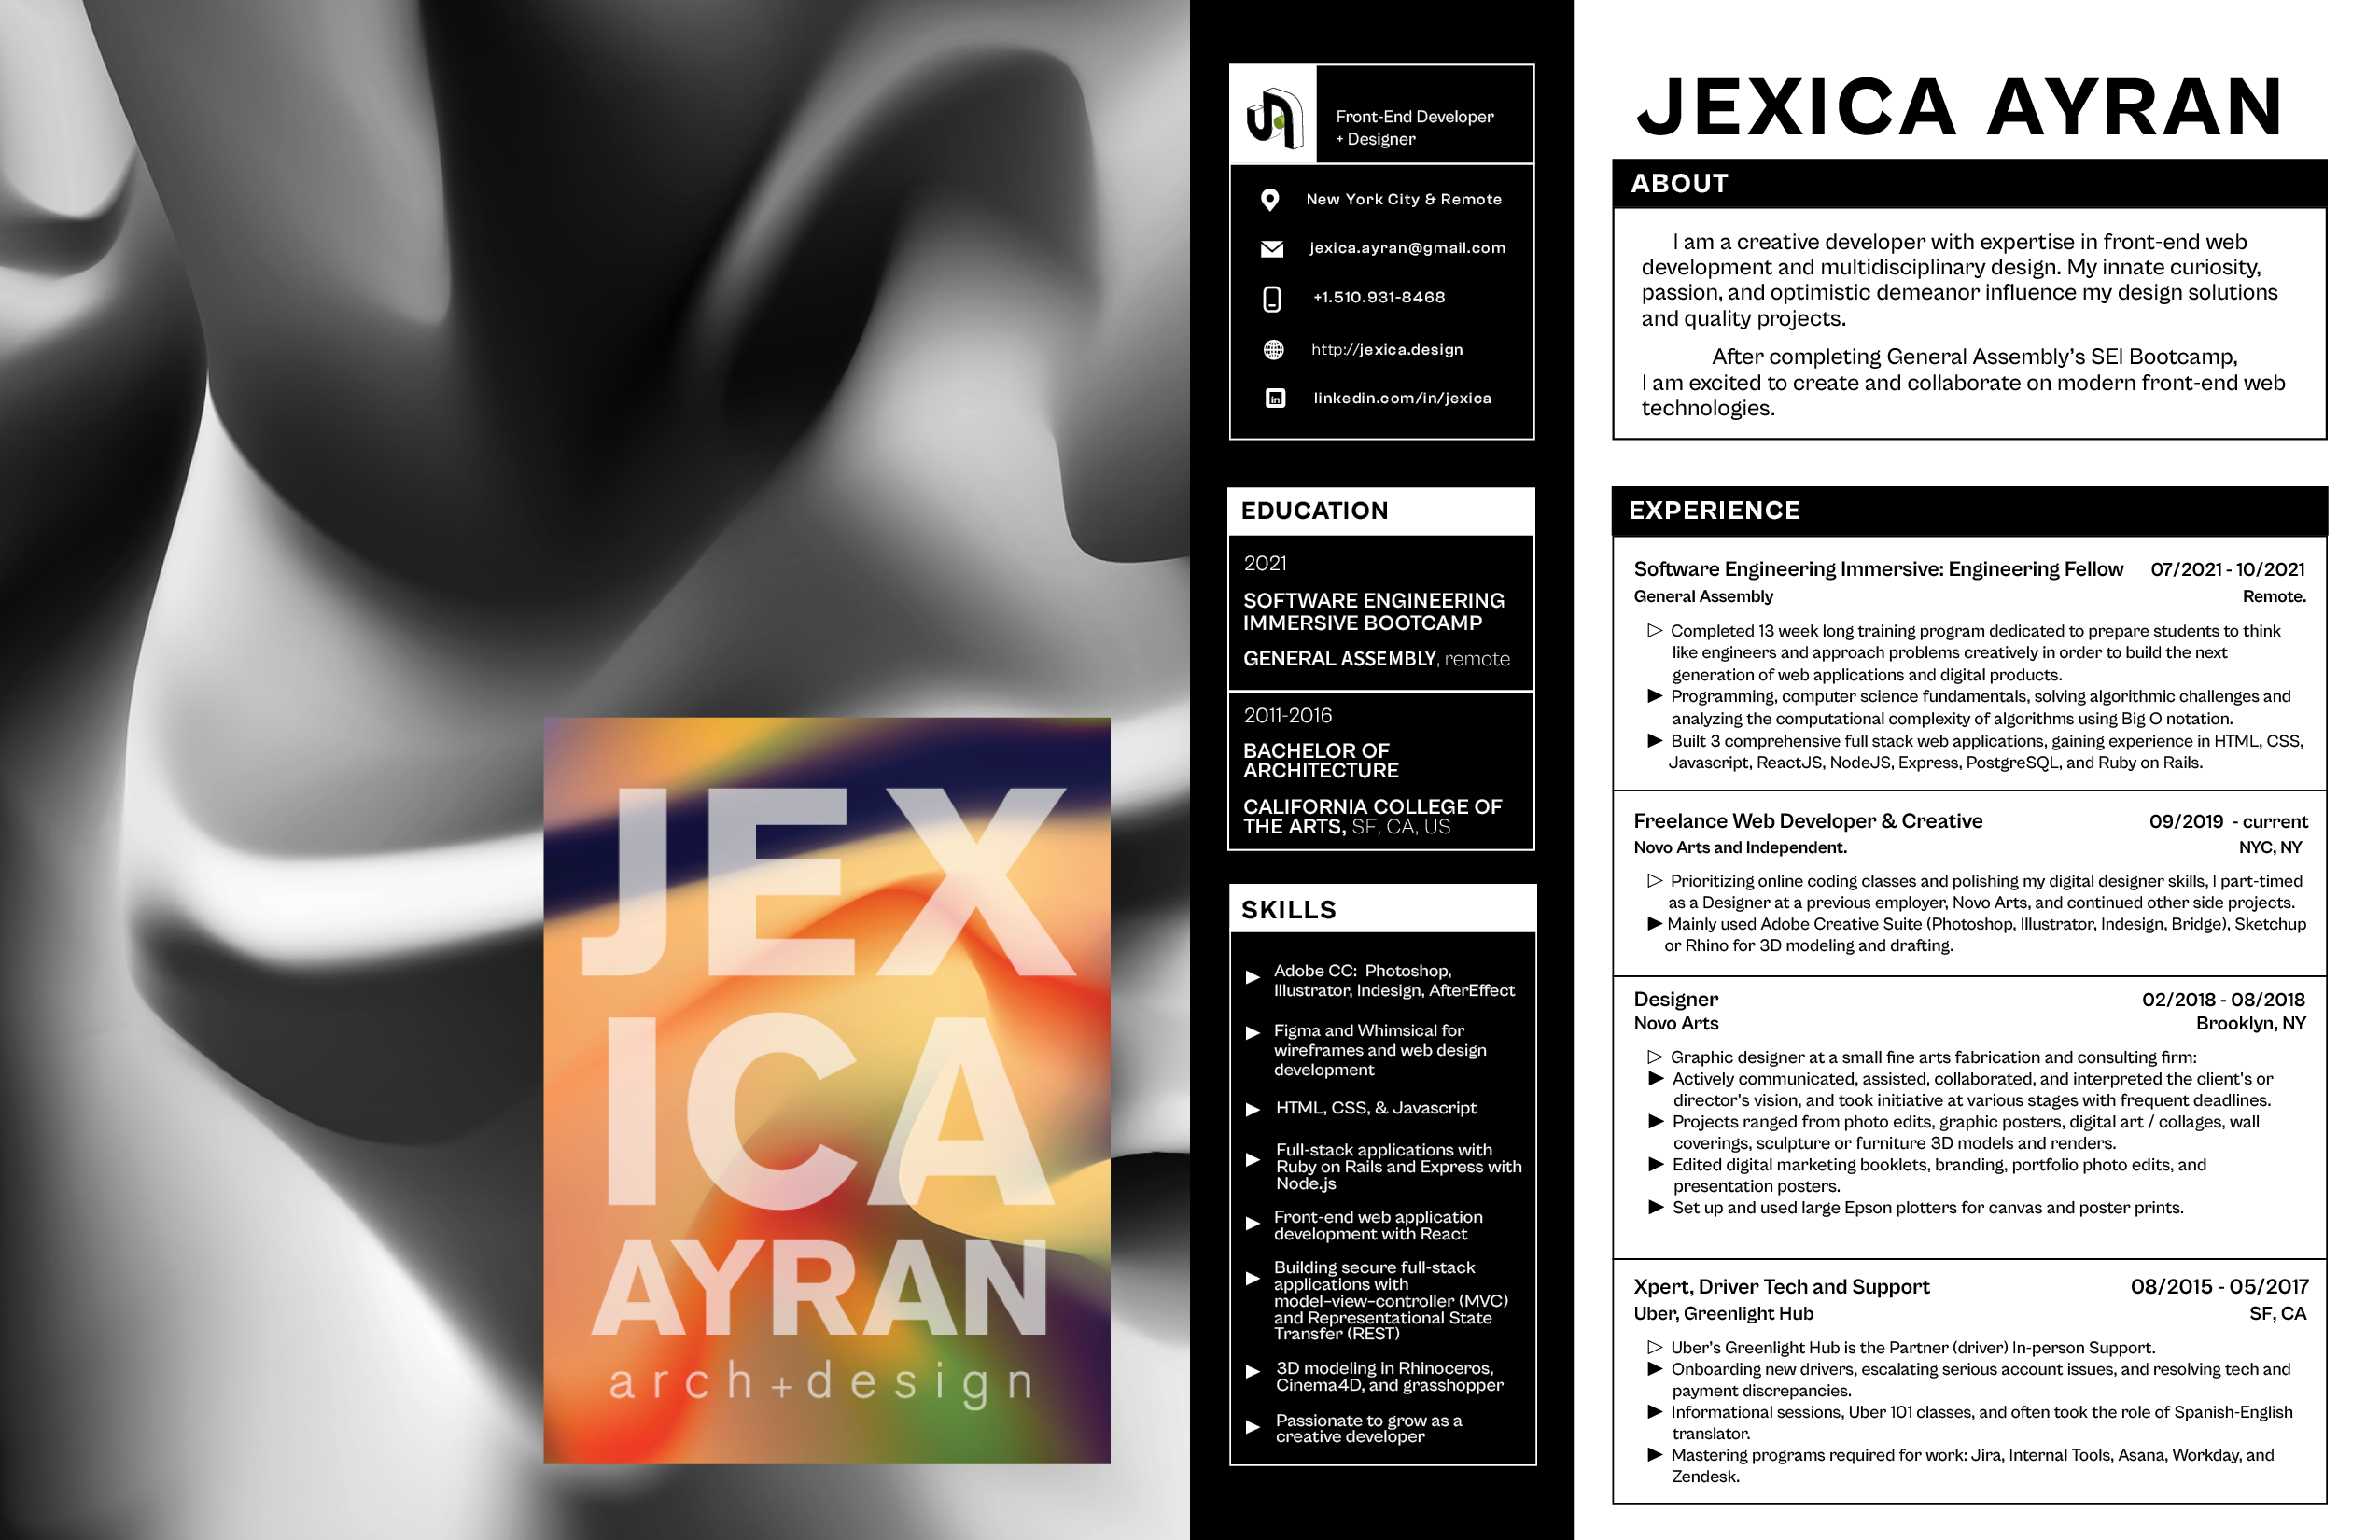 JEX
ICA
AYRAN
arch+design
Front-End Developer
+ Designer
New York City & Remote
jexica.ayran@gmail.com
+1.510.931-8468
http://jexica.design
linkedin.com/in/jexica
EDUCATION
2021
SOFTWARE ENGINEERING
IMMERSIVE BOOTCAMP
GENERAL ASSEMBLY, remote
2011-2016
BACHELOR OF
ARCHITECTURE
CALIFORNIA COLLEGE OF
THE ARTS, SF, CA, US
SKILLS
▶ Adobe CC:  Photoshop,
Illustrator, Indesign, AfterEffect
▶ Figma and Whimsical for
wireframes and web design
development
▶ HTML, CSS, & Javascript
▶ Full-stack applications with
Ruby on Rails and Express with
Node.js
▶ Front-end web application
development with React
▶ Building secure full-stack
applications with
model–view–controller (MVC)
and Representational State
Transfer (REST)
▶ 3D modeling in Rhinoceros,
Cinema4D, and grasshopper
▶ Passionate to grow as a
creative developer
JEXICA AYRAN
ABOUT
I am a creative developer with expertise in front-end web
development and multidisciplinary design. My innate curiosity,
passion, and optimistic demeanor influence my design solutions
and quality projects.
After completing General Assembly's SEI Bootcamp,
I am excited to create and collaborate on modern front-end web
technologies.
EXPERIENCE
Software Engineering Immersive: Engineering Fellow 07/2021 - 10/2021
General Assembly Remote.
▷ Completed 13 week long training program dedicated to prepare students to think
like engineers and approach problems creatively in order to build the next
generation of web applications and digital products.
▶ Programming, computer science fundamentals, solving algorithmic challenges and
analyzing the computational complexity of algorithms using Big O notation.
▶ Built 3 comprehensive full stack web applications, gaining experience in HTML, CSS,
Javascript, ReactJS, NodeJS, Express, PostgreSQL, and Ruby on Rails.
Freelance Web Developer & Creative 09/2019  - current
Novo Arts and Independent. NYC, NY
▷ Prioritizing online coding classes and polishing my digital designer skills, I part-timed
as a Designer at a previous employer, Novo Arts, and continued other side projects.
▶ Mainly used Adobe Creative Suite (Photoshop, Illustrator, Indesign, Bridge), Sketchup
or Rhino for 3D modeling and drafting.
Designer 02/2018 - 08/2018
Novo Arts Brooklyn, NY
▷ Graphic designer at a small fine arts fabrication and consulting firm:
▶ Actively communicated, assisted, collaborated, and interpreted the client's or
director's vision, and took initiative at various stages with frequent deadlines.
▶ Projects ranged from photo edits, graphic posters, digital art / collages, wall
coverings, sculpture or furniture 3D models and renders.
▶ Edited digital marketing booklets, branding, portfolio photo edits, and
presentation posters.
▶ Set up and used large Epson plotters for canvas and poster prints.
Xpert, Driver Tech and Support 08/2015 - 05/2017
Uber, Greenlight Hub SF, CA
▷ Uber's Greenlight Hub is the Partner (driver) In-person Support.
▶ Onboarding new drivers, escalating serious account issues, and resolving tech and
payment discrepancies.
▶ Informational sessions, Uber 101 classes, and often took the role of Spanish-English
translator.
▶ Mastering programs required for work: Jira, Internal Tools, Asana, Workday, and
Zendesk.